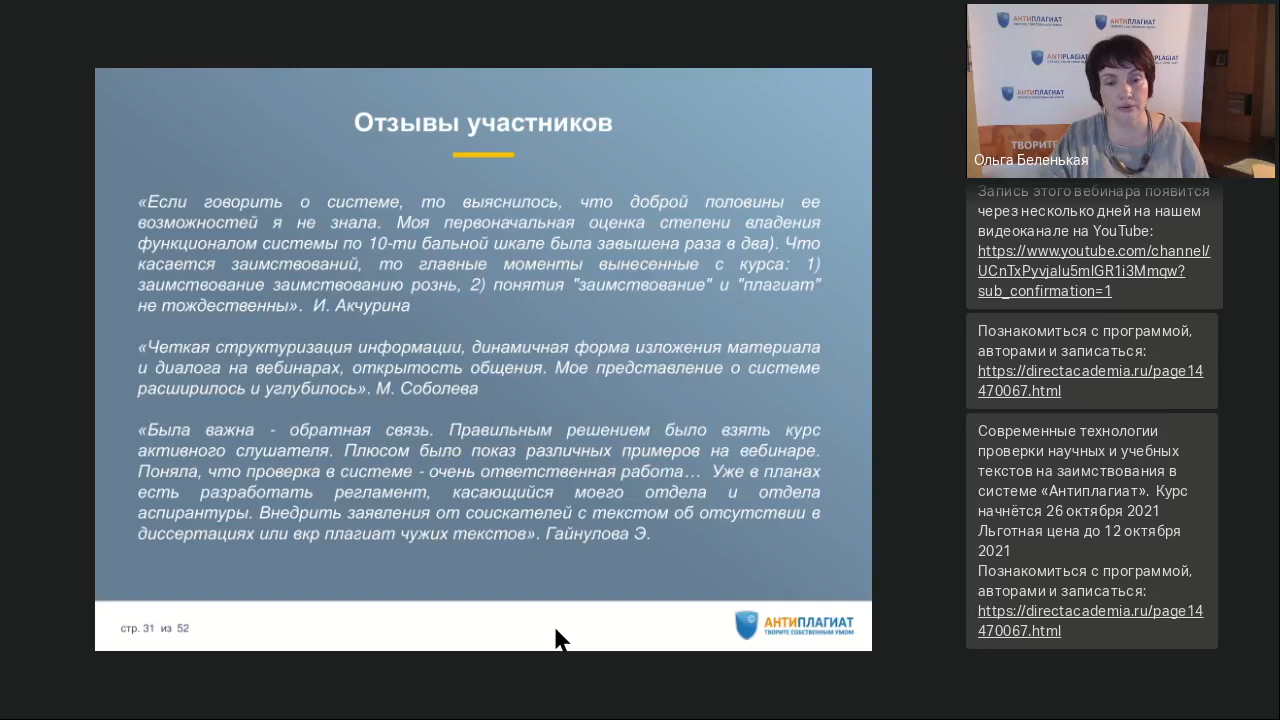 Отзывы участников
«Если говорить о системе, то выяснилось, что доброй половины ее
возможностей я не знала. Моя первоначальная оценка степени владения
функционалом системы по 10-ти бальной шкале была завышена раза в два). Что
касается заимствований, то главные моменты вынесенные с курса: 1)
заимствование заимствованию рознь, 2) понятия "заимствование" и "плагиат"
не тождественны». И. Акчурина
«Четкая структуризация информации, динамичная форма изложения материала
и диалога на вебинарах, открытость общения. Мое представление о системе
расширилось и углубилось». М. Соболева
«Была важна - обратная связь. Правильным решением было взять курс
активного слушателя. Плюсом было показ различных примеров на вебинаре.
Поняла, что проверка в системе - очень ответственная работа… Уже в планах
есть разработать регламент, касающийся моего отдела и отдела
аспирантуры. Внедрить заявления от соискателей с текстом об отсутствии в
диссертациях или вкр плагиат чужих текстов». Гайнулова Э.
стр. 31 из 52
АНТИПЛАГИАТ
ТВОРИТЕ СОБСТВЕННЫМ УМОМ
АНТИПЛАГИАТ
АНТИПЛАГИАТ
ANTIPLAGIAT
АНТИПЛАГИАТ
ТВОРИТЕ
Ольга Беленькая
Запись этого вебинара появится
через несколько дней на нашем
видеоканале на YouTube:
https://www.youtube.com/channel/
UCnTxPyvjalu5mIGR1i3Mmqw?
sub_confirmation=1
Познакомиться с программой,
авторами и записаться:
https://directacademia.ru/page14
470067.html
Современные технологии
проверки научных и учебных
текстов на заимствования в
системе «Антиплагиат». Курс
начнётся 26 октября 2021
Льготная цена до 12 октября
2021
Познакомиться с программой,
авторами и записаться:
https://directacademia.ru/page14
470067.html